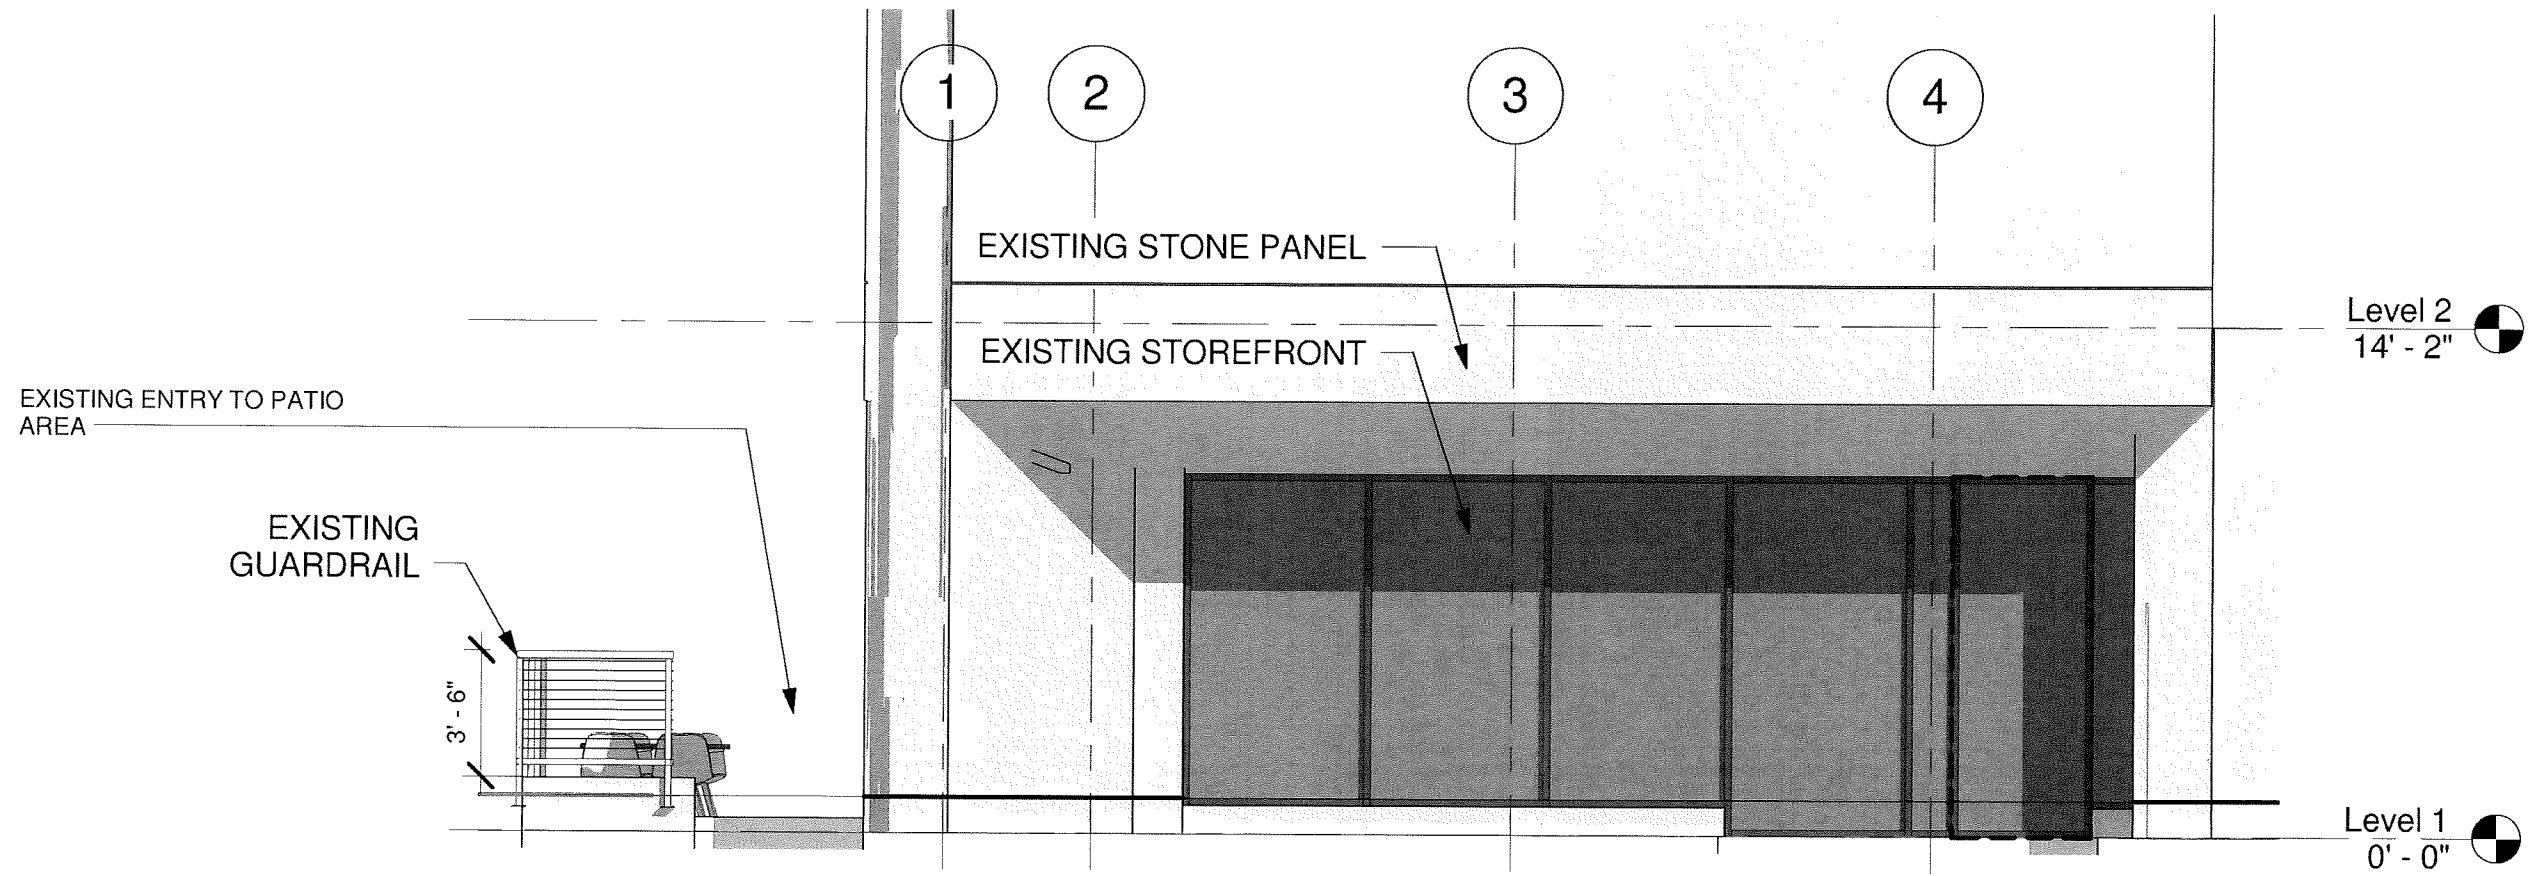 1
2
3
4
EXISTING STONE PANEL
Level 2
14' - 2"
EXISTING STOREFRONT
EXISTING ENTRY TO PATIO
AREA
EXISTING
GUARDRAIL
3' - 6"
Level 1
0' - 0"